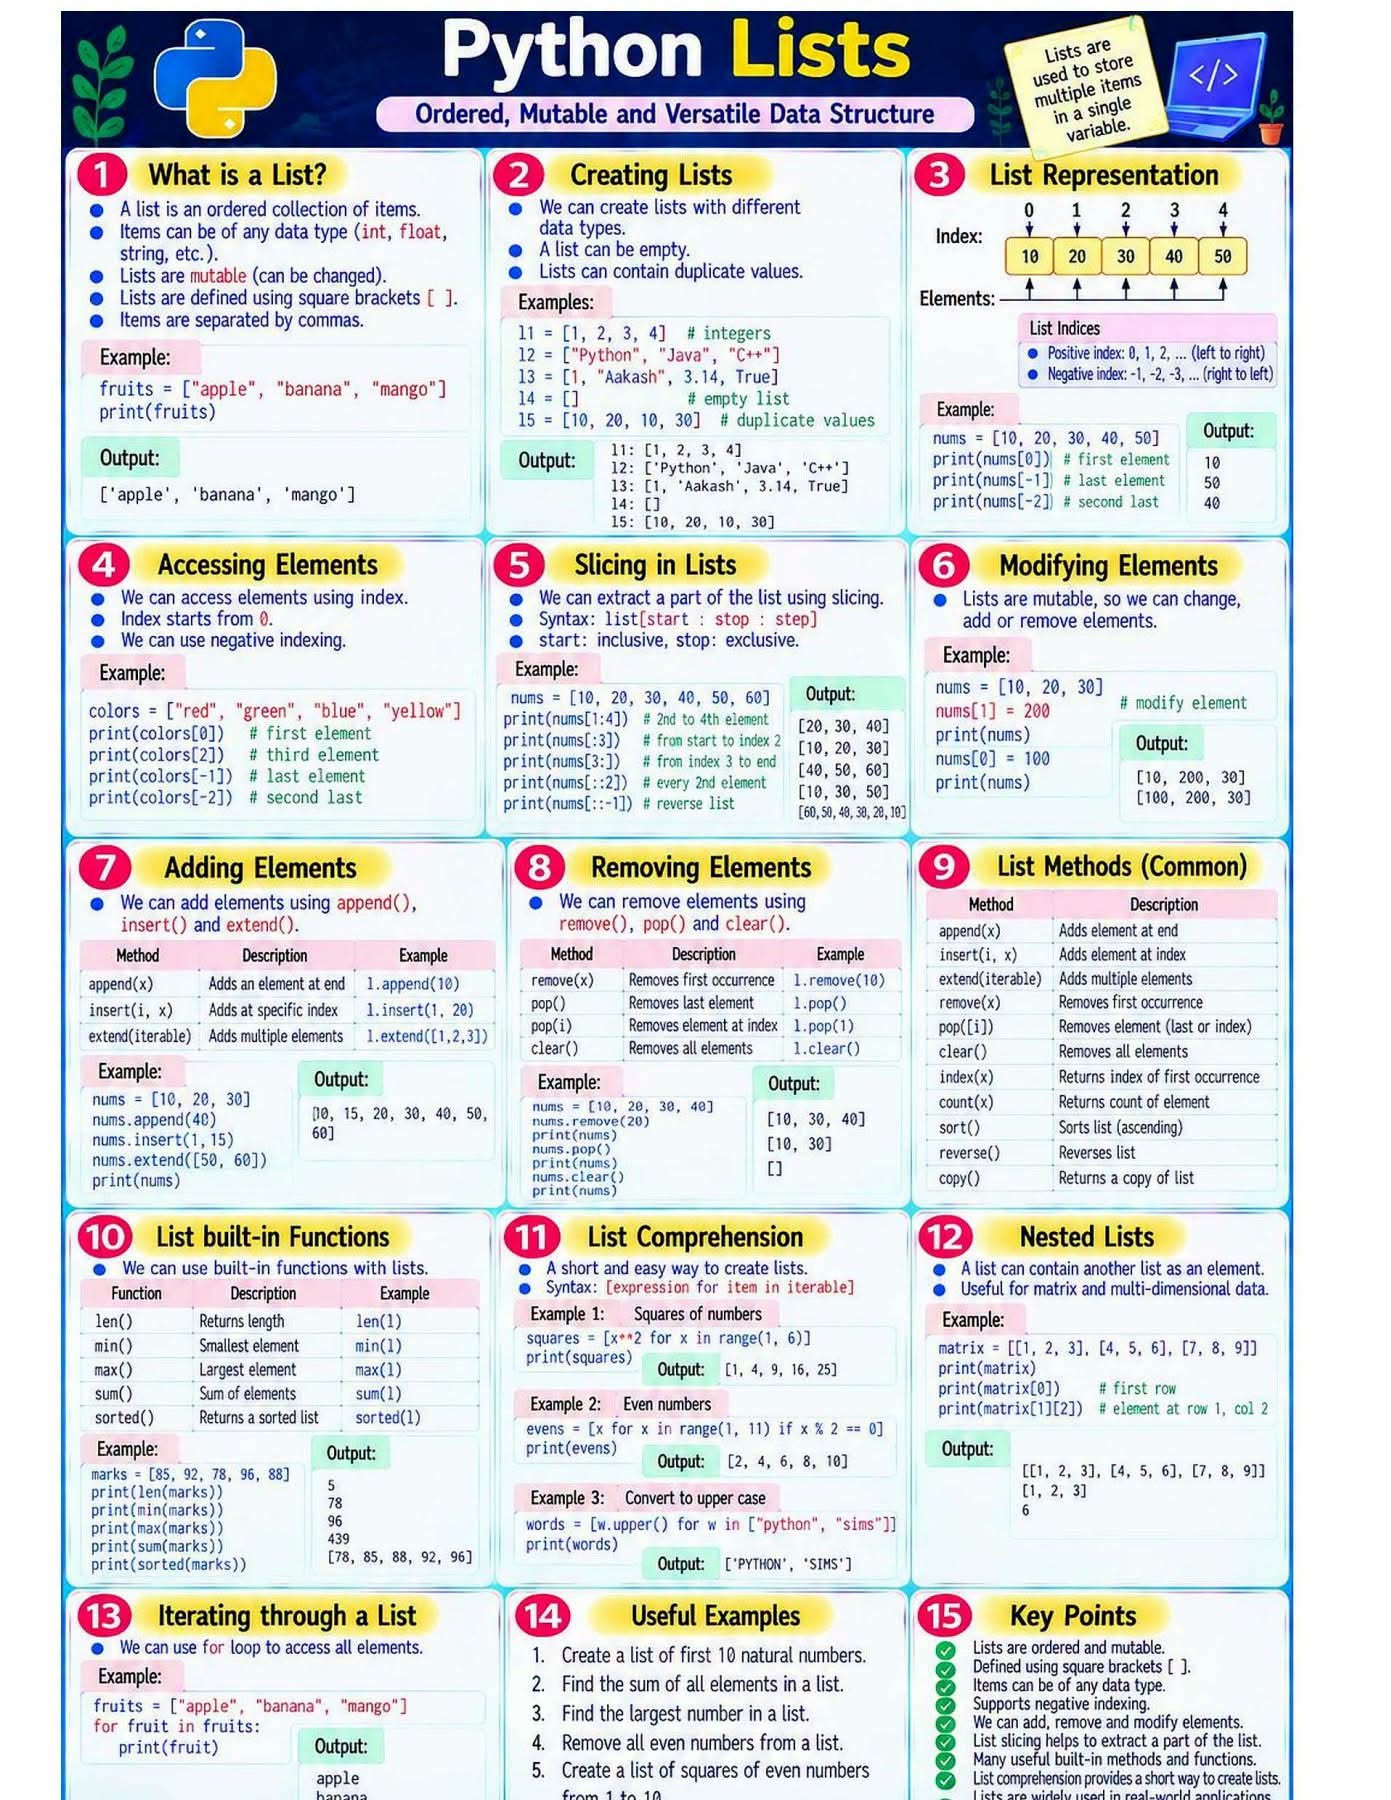 Python Lists
Ordered, Mutable and Versatile Data Structure
Lists are
used to store
multiple items
in a single
variable.
</>
1 What is a List?
A list is an ordered collection of items.
Items can be of any data type (int, float,
string, etc.).
Lists are mutable (can be changed).
Lists are defined using square brackets [ ].
Items are separated by commas.
Example:
fruits = ["apple", "banana", "mango"]
print(fruits)
Output:
['apple', 'banana', 'mango']
2 Creating Lists
We can create lists with different
data types.
A list can be empty.
Lists can contain duplicate values.
Examples:
l1 = [1, 2, 3, 4] # integers
l2 = ["Python", "Java", "C++"]
l3 = [1, "Aakash", 3.14, True]
l4 = [] # empty list
l5 = [10, 20, 10, 30] # duplicate values
Output:
l1: [1, 2, 3, 4]
l2: ['Python', 'Java', 'C++']
l3: [1, 'Aakash', 3.14, True]
l4: []
l5: [10, 20, 10, 30]
3 List Representation
0 1 2 3 4
Index:
10 20 30 40 50
Elements:
List Indices
Positive index: 0, 1, 2, ... (left to right)
Negative index: -1, -2, -3, ... (right to left)
Example:
nums = [10, 20, 30, 40, 50]
print(nums[0]) # first element
print(nums[-1]) # last element
print(nums[-2]) # second last
Output:
10
50
40
4 Accessing Elements
We can access elements using index.
Index starts from 0.
We can use negative indexing.
Example:
colors = ["red", "green", "blue", "yellow"]
print(colors[0]) # first element
print(colors[2]) # third element
print(colors[-1]) # last element
print(colors[-2]) # second last
5 Slicing in Lists
We can extract a part of the list using slicing.
Syntax: list[start : stop : step]
start: inclusive, stop: exclusive.
Example:
nums = [10, 20, 30, 40, 50, 60]
print(nums[1:4]) # 2nd to 4th element
print(nums[:3]) # from start to index 2
print(nums[3:]) # from index 3 to end
print(nums[::2]) # every 2nd element
print(nums[::-1]) # reverse list
Output:
[20, 30, 40]
[10, 20, 30]
[40, 50, 60]
[10, 30, 50]
[60,50,40,30,20,10]
6 Modifying Elements
Lists are mutable, so we can change,
add or remove elements.
Example:
nums = [10, 20, 30]
nums[1] = 200 # modify element
print(nums)
nums[0] = 100
print(nums)
Output:
[10, 200, 30]
[100, 200, 30]
7 Adding Elements
We can add elements using append(),
insert() and extend().
Method Description Example
append(x) Adds an element at end l.append(10)
insert(i, x) Adds at specific index l.insert(1, 20)
extend(iterable) Adds multiple elements l.extend([1,2,3])
Example:
nums = [10, 20, 30]
nums.append(40)
nums.insert(1,15)
nums.extend([50, 60])
print(nums)
Output:
[10, 15, 20, 30, 40, 50,
60]
8 Removing Elements
We can remove elements using
remove(), pop() and clear().
Method Description Example
remove(x) Removes first occurrence l.remove(10)
pop() Removes last element l.pop()
pop(i) Removes element at index l.pop(1)
clear() Removes all elements l.clear()
Example:
nums = [10, 20, 30, 40]
nums.remove(20)
print(nums)
nums.pop()
print(nums)
nums.clear()
print(nums)
Output:
[10, 30, 40]
[10, 30]
[]
9 List Methods (Common)
Method Description
append(x) Adds element at end
insert(i, x) Adds element at index
extend(iterable) Adds multiple elements
remove(x) Removes first occurrence
pop([i]) Removes element (last or index)
clear() Removes all elements
index(x) Returns index of first occurrence
count(x) Returns count of element
sort() Sorts list (ascending)
reverse() Reverses list
copy() Returns a copy of list
10 List built-in Functions
We can use built-in functions with lists.
Function Description Example
len() Returns length len(l)
min() Smallest element min(l)
max() Largest element max(l)
sum() Sum of elements sum(l)
sorted() Returns a sorted list sorted(l)
Example:
marks = [85, 92, 78, 96, 88]
print(len(marks))
print(min(marks))
print(max(marks))
print(sum(marks))
print(sorted(marks))
Output:
5
78
96
439
[78, 85, 88, 92, 96]
11 List Comprehension
A short and easy way to create lists.
Syntax: [expression for item in iterable]
Example 1: Squares of numbers
squares = [x**2 for x in range(1, 6)]
print(squares)
Output: [1, 4, 9, 16, 25]
Example 2: Even numbers
evens = [x for x in range(1, 11) if x % 2 == 0]
print(evens)
Output: [2, 4, 6, 8, 10]
Example 3: Convert to upper case
words = [w.upper() for w in ["python", "sims"]]
print(words)
Output: ['PYTHON', 'SIMS']
12 Nested Lists
A list can contain another list as an element.
Useful for matrix and multi-dimensional data.
Example:
matrix = [[1, 2, 3], [4, 5, 6], [7, 8, 9]]
print(matrix)
print(matrix[0]) # first row
print(matrix[1][2]) # element at row 1, col 2
Output:
[[1, 2, 3], [4, 5, 6], [7, 8, 9]]
[1, 2, 3]
6
13 Iterating through a List
We can use for loop to access all elements.
Example:
fruits = ["apple", "banana", "mango"]
for fruit in fruits:
print(fruit)
Output:
apple
banana
14 Useful Examples
1. Create a list of first 10 natural numbers.
2. Find the sum of all elements in a list.
3. Find the largest number in a list.
4. Remove all even numbers from a list.
5. Create a list of squares of even numbers
from 1 to 10
15 Key Points
Lists are ordered and mutable.
Defined using square brackets [ ].
Items can be of any data type.
Supports negative indexing.
We can add, remove and modify elements.
List slicing helps to extract a part of the list.
Many useful built-in methods and functions.
List comprehension provides a short way to create lists.
Lists are widely used in real-world applications